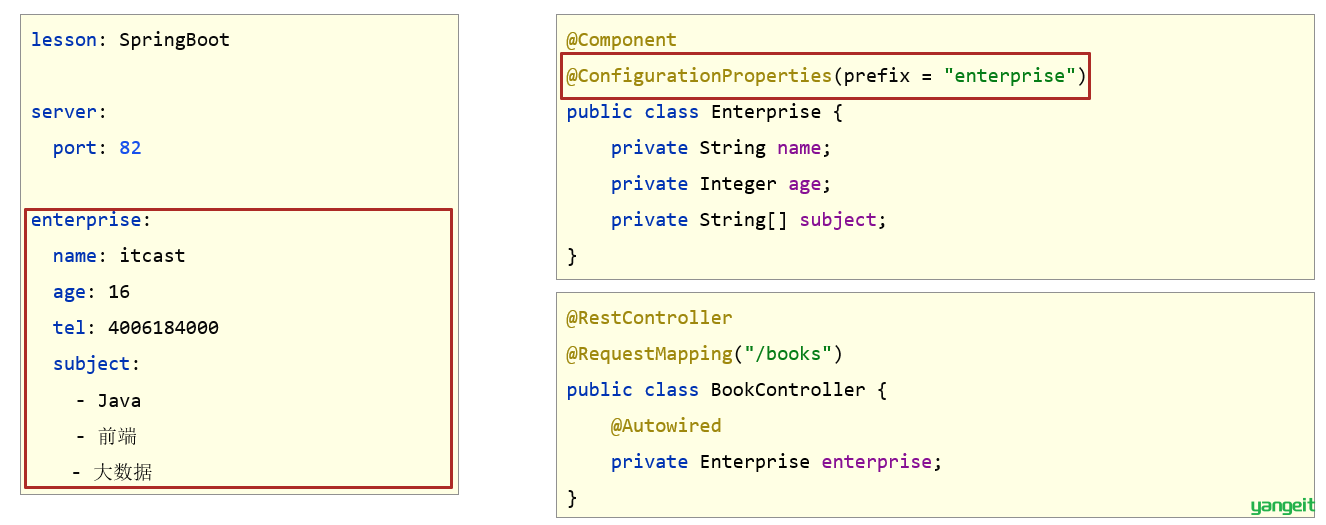 lesson: SpringBoot
server:
  port: 82
enterprise:
  name: itcast
  age: 16
  tel: 4006184000
  subject:
    - Java
    - 前端
    - 大数据
@Component
@ConfigurationProperties(prefix = "enterprise")
public class Enterprise {
    private String name;
    private Integer age;
    private String[] subject;
}
@RestController
@RequestMapping("/books")
public class BookController {
    @Autowired
    private Enterprise enterprise;
}
yangeit